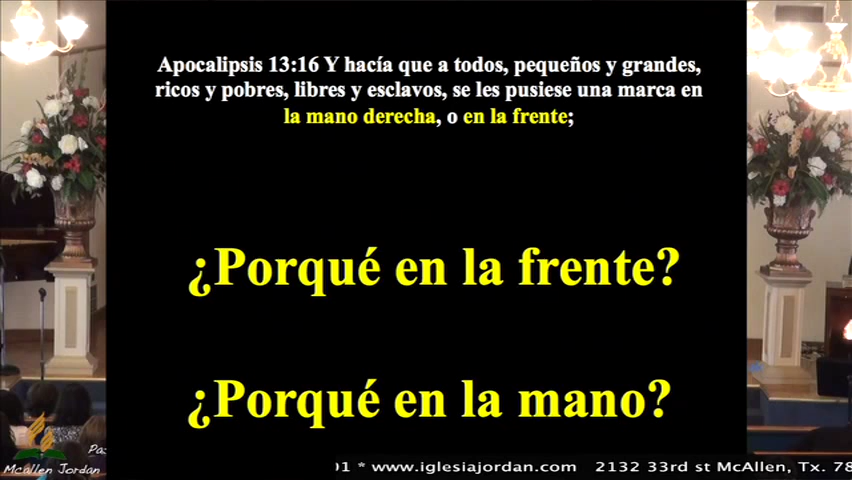 Apocalipsis 13:16 Y hacía que a todos, pequeños y grandes,
ricos y pobres, libres y esclavos, se les pusiese una marca en
la mano derecha, o en la frente;
¿Porqué en la frente?
¿Porqué en la mano?
Mcallen Jordan
* www.iglesiajordan.com 2132 33rd st McAllen, Tx. 78